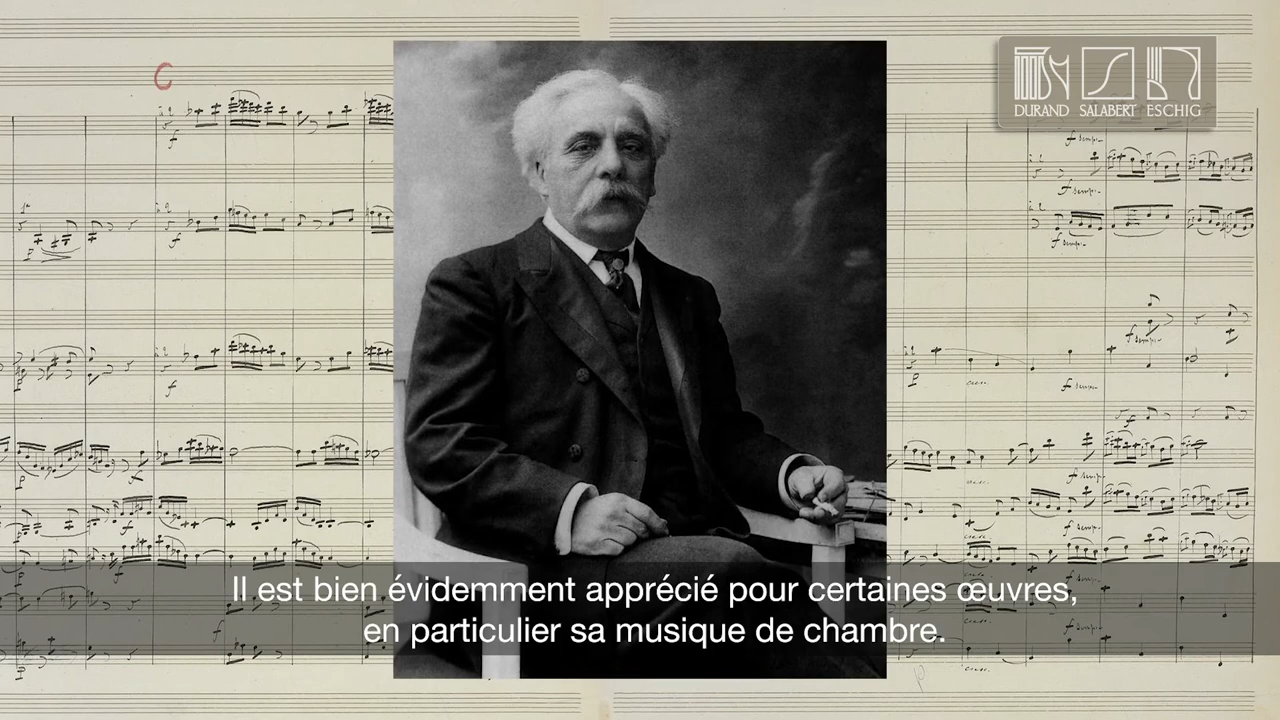 C
DURAND SALABERT ESCHIG
Il est bien évidemment apprécié pour certaines œuvres,
en particulier sa musique de chambre.